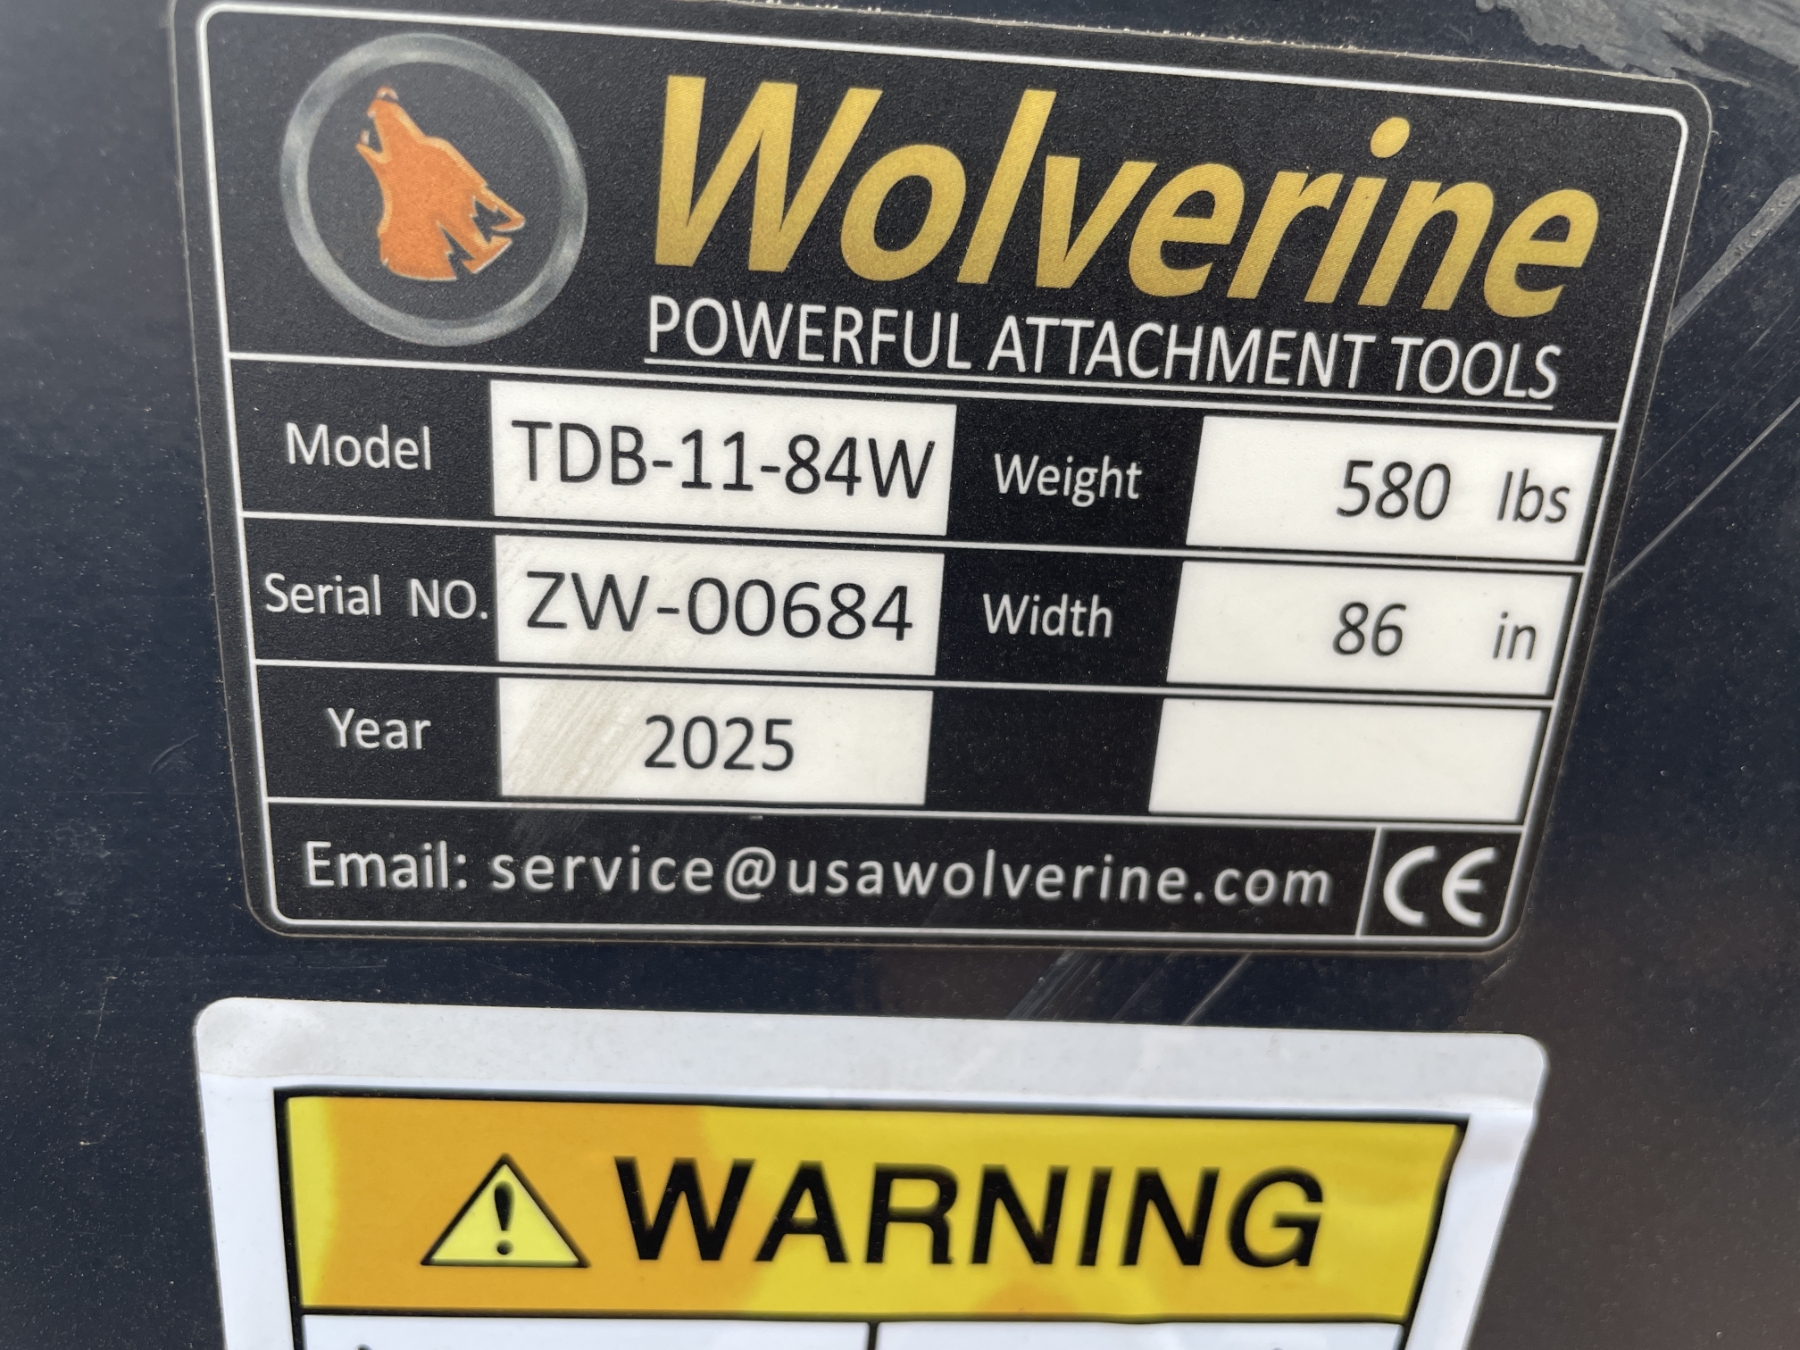 Wolverine
POWERFUL ATTACHMENT TOOLS
Model TDB-11-84W Weight 580 lbs
Serial NO. ZW-00684 Width 86 in
Year 2025
Email: service@usawolverine.com CE
WARNING